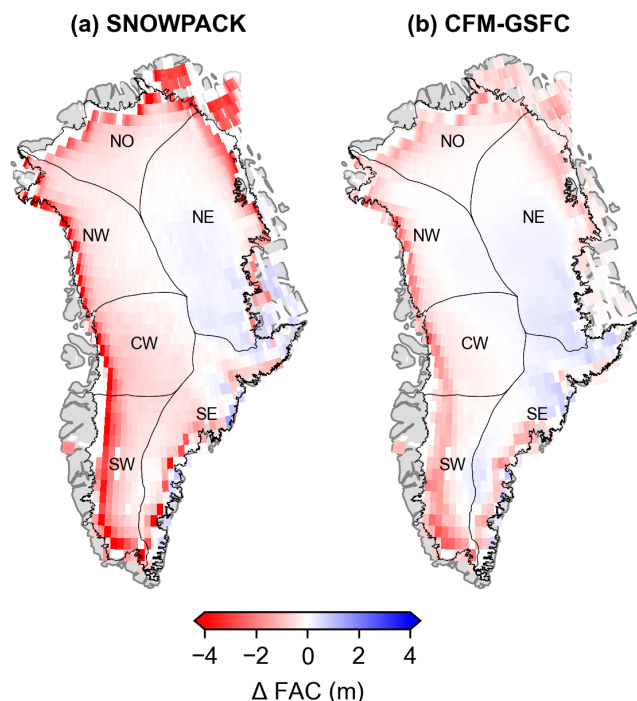 (a) SNOWPACK
(b) CFM-GSFC
NO
NE
NW
CW
SE
SW
NO
NE
NW
CW
SE
SW
−4 −2 0 2 4
Δ FAC (m)